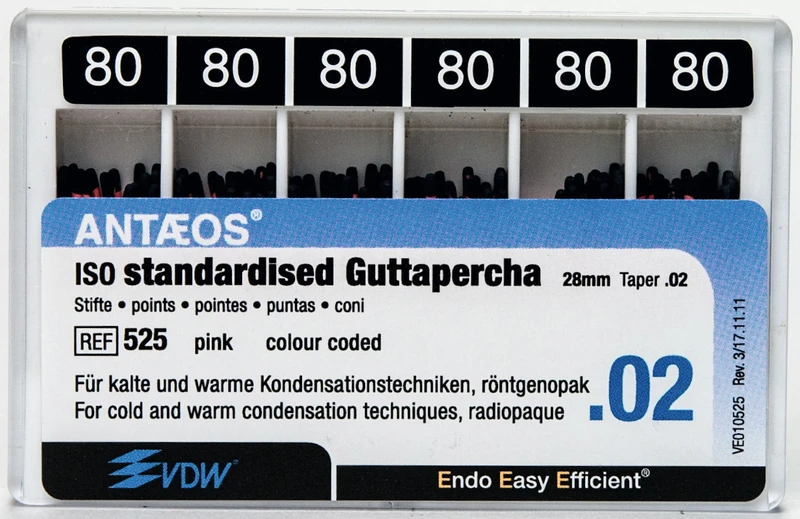 80 80 80 80 80 80
ANTÆOS®
ISO standardised Guttapercha 28mm Taper .02
Stifte • points • pointes • puntas • coni
REF 525 pink colour coded
Für kalte und warme Kondensationstechniken, röntgenopak
For cold and warm condensation techniques, radiopaque
.02
VE010525 Rev. 3/17.11.11
VDW™
Endo Easy Efficient®